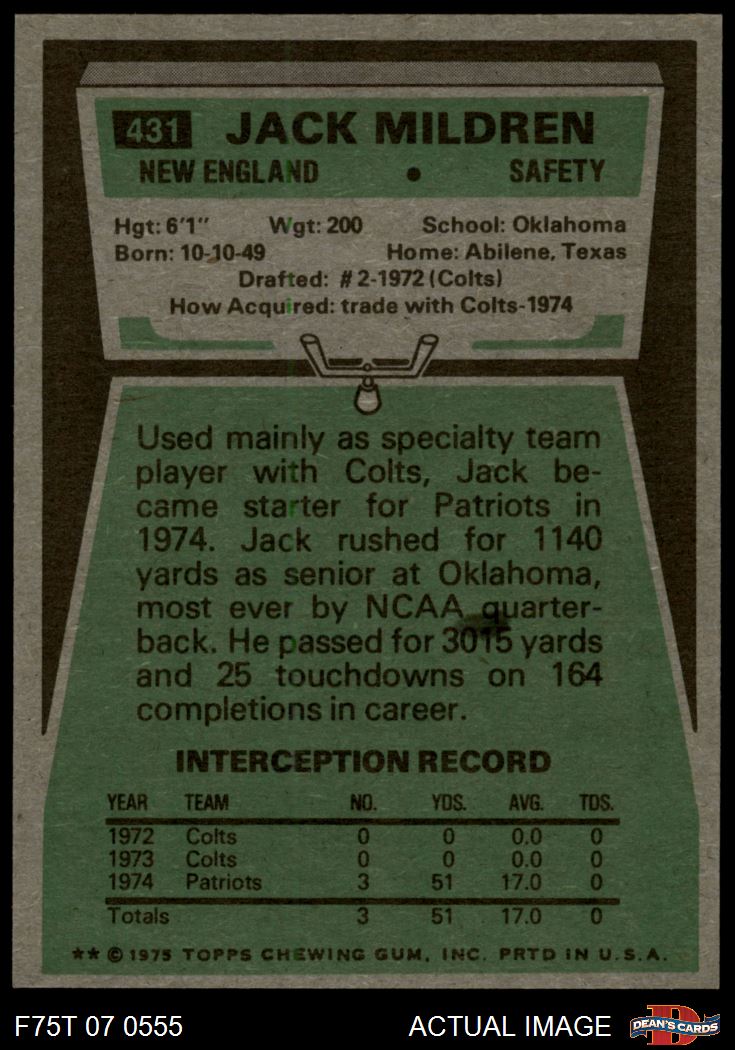 431 JACK MILDREN
NEW ENGLAND • SAFETY
Hgt: 6'1" Wgt: 200 School: Oklahoma
Born: 10-10-49 Home: Abilene, Texas
Drafted: #2-1972 (Colts)
How Acquired: trade with Colts-1974
Used mainly as specialty team
player with Colts, Jack be-
came starter for Patriots in
1974. Jack rushed for 1140
yards as senior at Oklahoma,
most ever by NCAA quarter-
back. He passed for 3015 yards
and 25 touchdowns on 164
completions in career.
INTERCEPTION RECORD
YEAR TEAM NO. YDS. AVG. TDS.
1972 Colts 0 0 0.0 0
1973 Colts 0 0 0.0 0
1974 Patriots 3 51 17.0 0
Totals 3 51 17.0 0
** © 1975 TOPPS CHEWING GUM, INC. PRTD IN U.S.A.
F75T 07 0555 ACTUAL IMAGE D DEAN'S CARDS